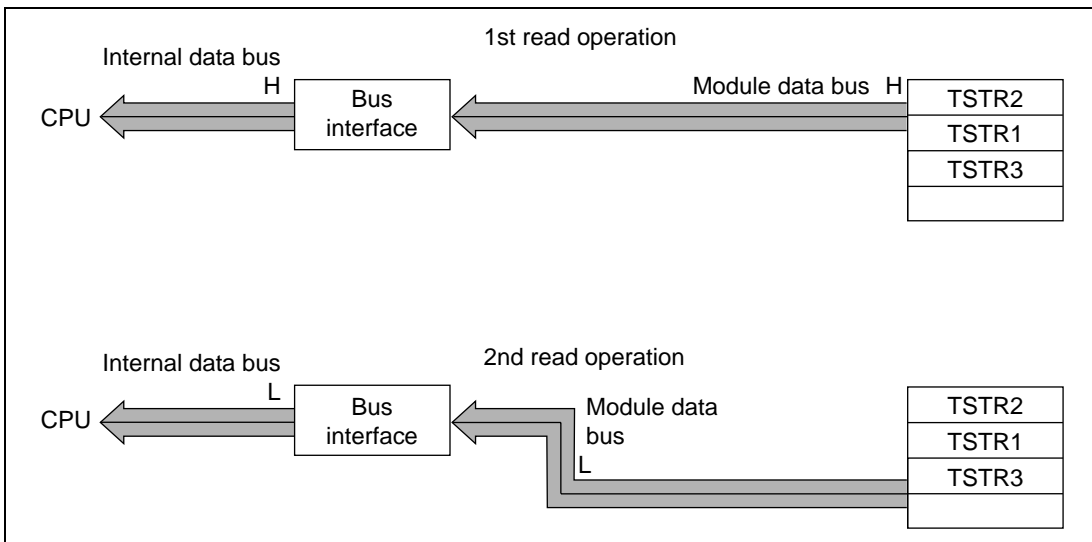 1st read operation
Internal data bus
H
CPU
Bus
interface
Module data bus H
TSTR2
TSTR1
TSTR3
2nd read operation
Internal data bus
L
CPU
Bus
interface
Module data
bus
L
TSTR2
TSTR1
TSTR3